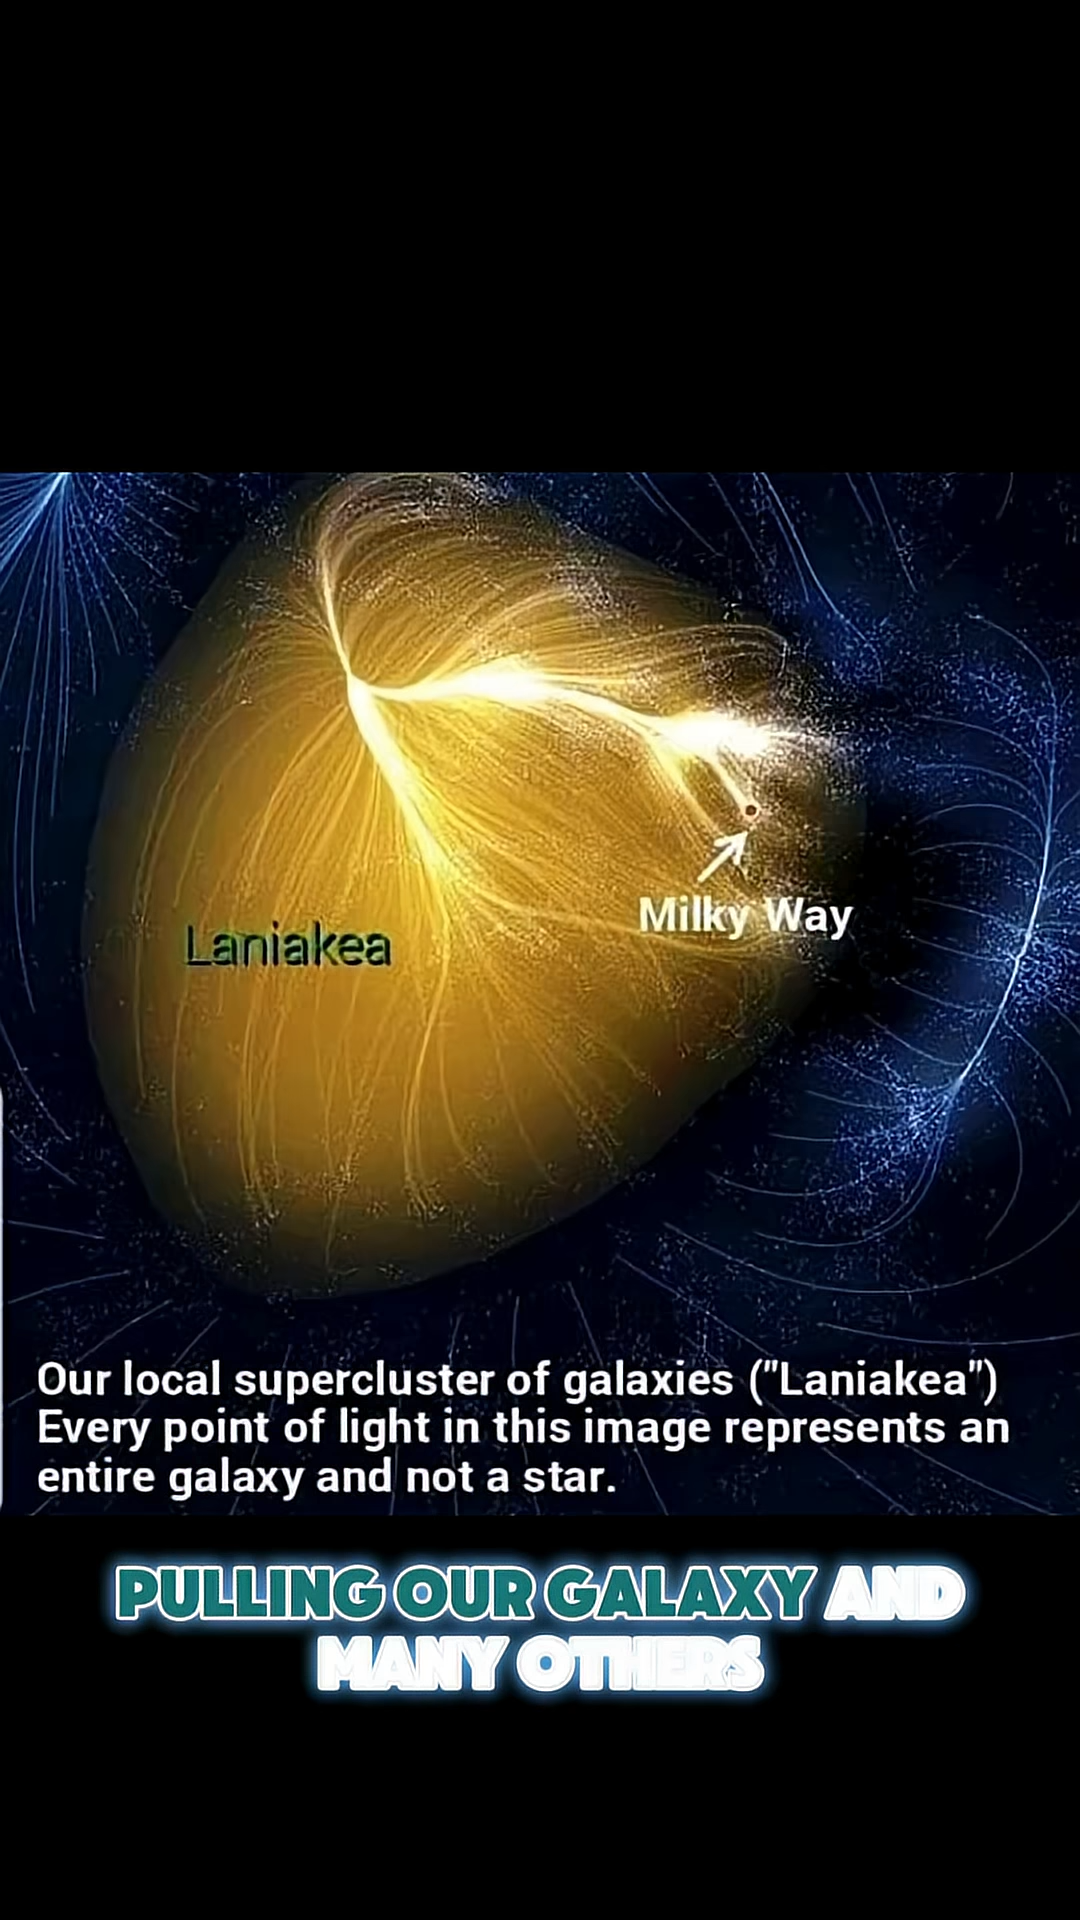 Milky Way
Laniakea
Our local supercluster of galaxies ("Laniakea")
Every point of light in this image represents an
entire galaxy and not a star.
PULLING OUR GALAXY AND
MANY OTHERS